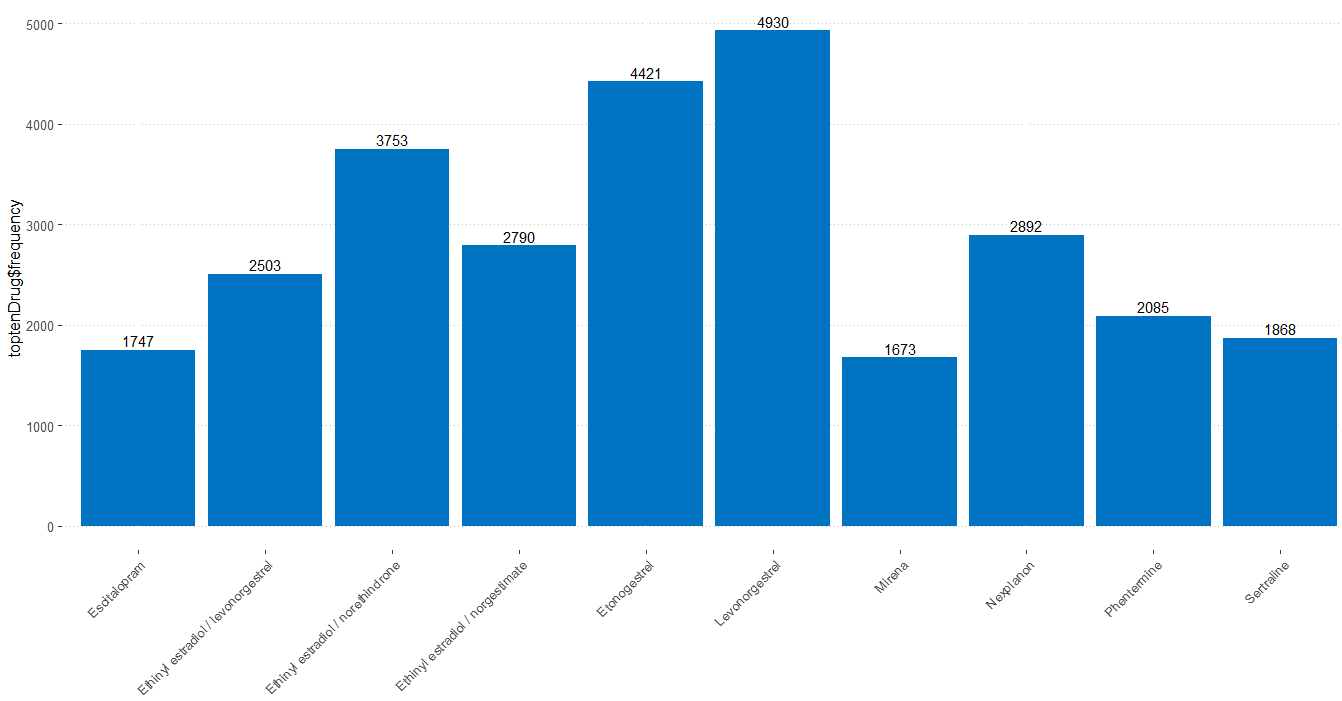 toptenDrug$frequency
5000
4000
3000
2000
1000
0
1747
2503
3753
2790
4421
4930
1673
2892
2085
1868
Escitalopram
Ethinyl estradiol / levonorgestrel
Ethinyl estradiol / norethindrone
Ethinyl estradiol / norgestimate
Etonogestrel
Levonorgestrel
Mirena
Nexplanon
Phentermine
Sertraline